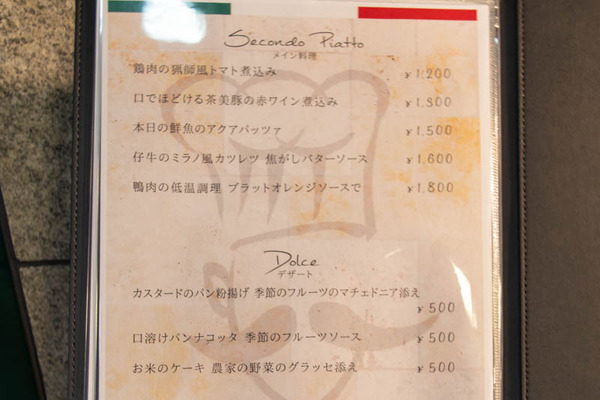 Secondo Piatto
メイン料理
鶏肉の猟師風トマト煮込み ¥1,200
口でほどける茶美豚の赤ワイン煮込み ¥1,300
本日の鮮魚のアクアパッツァ ¥1,500
仔牛のミラノ風カツレツ 焦がしバターソース ¥1,600
鴨肉の低温調理 ブラットオレンジソースで ¥1,800
Dolce
デザート
カスタードのパン粉揚げ 季節のフルーツのマチェドニア添え
¥500
口溶けパンナコッタ 季節のフルーツソース ¥500
お米のケーキ 農家の野菜のグラッセ添え ¥500